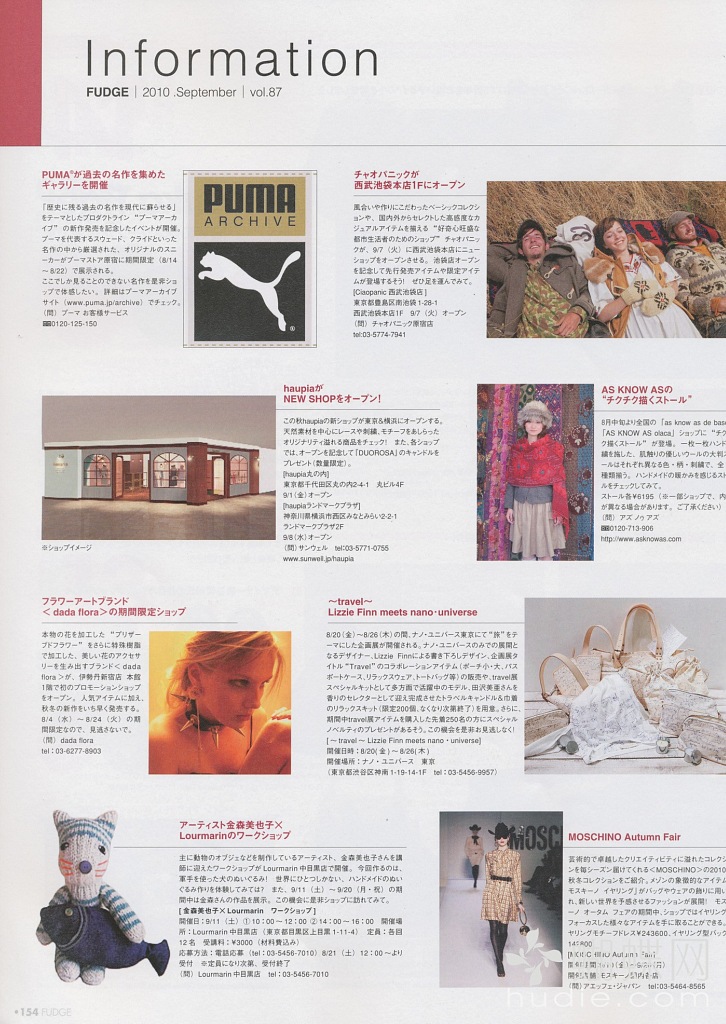 Information
FUDGE | 2010 .September | vol.87
PUMA®が過去の名作を集めた
ギャラリーを開催
「歴史に残る過去の名作を現代に蘇らせる」
をテーマとしたプロダクトライン “プーマアーカ
イブ” の新作発売を記念したイベントが開催。
プーマを代表するスウェード、クライドといった
名作の中から厳選された、オリジナルのスニ
ーカーがプーマストア原宿に期間限定（8/14
〜8/22）で展示される。
ここでしか見ることのできない名作を是非ショ
ップで体感したい。詳細はプーマアーカイブ
サイト（www.puma.jp/archive）でチェック。
（問）プーマ お客様サービス
0120-125-150
PUMA
ARCHIVE
チャオパニックが
西武池袋本店1Fにオープン
風合いや作りにこだわったベーシックコレクシ
ョンや、国内外からセレクトした高感度なカ
ジュアルアイテムを揃える “好奇心旺盛な
都市生活者のためのショップ” チャオパニッ
クが、9/7（火）に西武池袋本店にニュー
ショップをオープンさせる。池袋店オープン
を記念して先行発売アイテムや限定アイテ
ムが登場するそう! ぜひ足を運んでみて。
[Ciaopanic 西武池袋店]
東京都豊島区南池袋 1-28-1
西武池袋本店1F 9/7（火）オープン
（問）チャオパニック原宿店
tel:03-5774-7941
haupiaが
NEW SHOPをオープン!
この秋haupiaの新ショップが東京＆横浜にオープンする。
天然素材を中心にレースや刺繍、モチーフをあしらった
オリジナリティ溢れる商品をチェック! また、各ショップ
では、オープンを記念して「DUOROSA」のキャンドルを
プレゼント（数量限定）。
[haupia丸の内]
東京都千代田区丸の内2-4-1 丸ビル4F
9/1（金）オープン
[haupiaランドマークプラザ]
神奈川県横浜市西区みなとみらい2-2-1
ランドマークプラザ2F
9/8（水）オープン
（問）サンウェル tel:03-5771-0755
www.sunwell.jp/haupia
※ショップイメージ
AS KNOW ASの
“チクチク描くストール”
8月中旬より全国の「as know as de base
「AS KNOW AS olaca」ショップに “チク
ク描くストール” が登場。一枚一枚ハンド
繍を施した、肌触りの優しいウールの大判ス
ールはそれぞれ異なる色・柄・刺繍で、全
種類揃う。ハンドメイドの暖かみを感じるスト
ルをチェックしてみて。
ストール各¥6195（※一部ショップで、内
が異なる場合があります。ご了承ください）
（問）アズ ノゥ アズ
0120-713-906
http://www.asknowas.com
フラワーアートブランド
＜dada flora＞の期間限定ショップ
本物の花を加工した “プリザー
ブドフラワー” をさらに特殊樹脂
で加工した、美しい花のアクセサ
リーを生み出すブランド＜dada
flora＞が、伊勢丹新宿店 本館
1階で初のプロモーションショップ
をオープン。人気アイテムに加え、
秋冬の新作をいち早く発売する。
8/4（水）〜8/24（火）の期
間限定なので、見逃さないで。
（問）dada flora
tel : 03-6277-8903
〜travel〜
Lizzie Finn meets nano・universe
8/20（金）〜8/26（木）の間、ナノ・ユニバース東京にて “旅” をテ
ーマにした企画展が開催される。ナノ・ユニバースのみでの展開と
なるデザイナー、Lizzie Finnによる書き下ろしデザイン、企画展タ
イトル “Travel” のコラボレーションアイテム（ポーチ小・大、パス
ポートケース、リラックスウェア、トートバッグ等）の販売や、travel展
スペシャルキットとして多方面で活躍中のモデル、田沢美亜さんを
香りのセレクターとして迎え完成させたトラベルキャンドル＆巾着
のリラックスキット（限定200個、なくなり次第終了）を用意。さらに、
期間中travel展アイテムを購入した先着250名の方にスペシャル
ノベルティのプレゼントがあるそう。この機会を是非お見逃しなく!
[〜travel〜 Lizzie Finn meets nano・universe]
開催日時：8/20(金)〜8/26(木)
開催場所：ナノ・ユニバース 東京
（東京都渋谷区神南1-19-14-1F tel：03-5456-9957）
アーティスト金森美也子×
Lourmarinのワークショップ
主に動物のオブジェなどを制作しているアーティスト、金森美也子さんを講
師に迎えたワークショップがLourmarin 中目黒店で開催。今回作るのは、
軍手を使った犬のぬいぐるみ! 世界にひとつしかない、ハンドメイドのぬい
ぐるみ作りを体験してみては? また、9/11（土）〜9/20（月・祝）の期
間中は金森さんの作品を展示。この機会に是非ショップに訪れてみて。
[金森美也子×Lourmarin ワークショップ]
開催日：9/11（土）①10：00〜12：00 ②14：00〜16：00 開催場
所：Lourmarin 中目黒店（東京都目黒区上目黒1-11-4） 定員：各回
12名 受講料：¥3000（材料費込み）
応募方法：電話応募（tel：03-5456-7010）8/21（土）12：00〜より
受付 ※定員になり次第、受付終了
（問）Lourmarin 中目黒店 tel：03-5456-7010
MOSC
MOSCHINO Autumn Fair
芸術的で卓越したクリエイティビティに溢れたコレクシ
ンを毎シーズン届けてくれる＜MOSCHINO＞の2010
秋冬コレクションをご紹介。メゾンの象徴的なアイテム
モスキーノ イヤリング」がバッグやウェアの飾りに用い
れ、新しい世界を予感させるファッションが展開! モス
ーノ オータム フェアの期間中、ショップではイヤリング
フォーカスした様々なアイテムを手に取ることができる。
ヤリングモチーフドレス¥243600、イヤリング型バッグ
[MOSCHINO Autumn Fair]
（問）アエッフェ・ジャパン tel：03-5464-8565
hudie.com
154 FUDGE